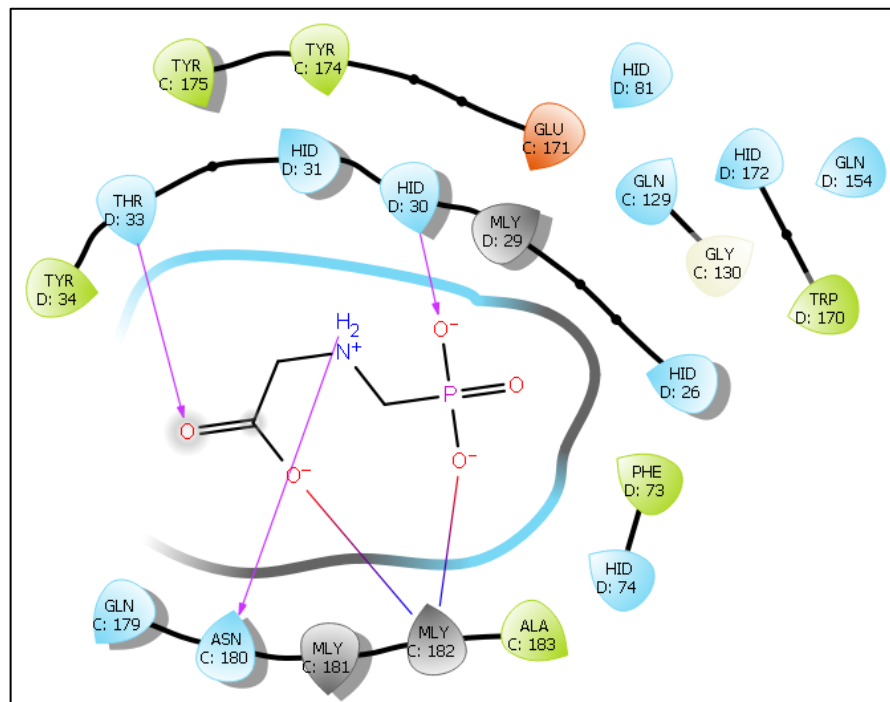 TYR
C: 175
TYR
C: 174
GLU
C: 171
HID
D: 81
THR
D: 33
HID
D: 31
HID
D: 30
MLY
D: 29
GLN
C: 129
GLY
C: 130
HID
D: 172
GLN
D: 154
TRP
D: 170
TYR
D: 34
HID
D: 26
H2
N+
O-
P
O
O-
O
O-
PHE
D: 73
HID
D: 74
GLN
C: 179
ASN
C: 180
MLY
C: 181
MLY
C: 182
ALA
C: 183